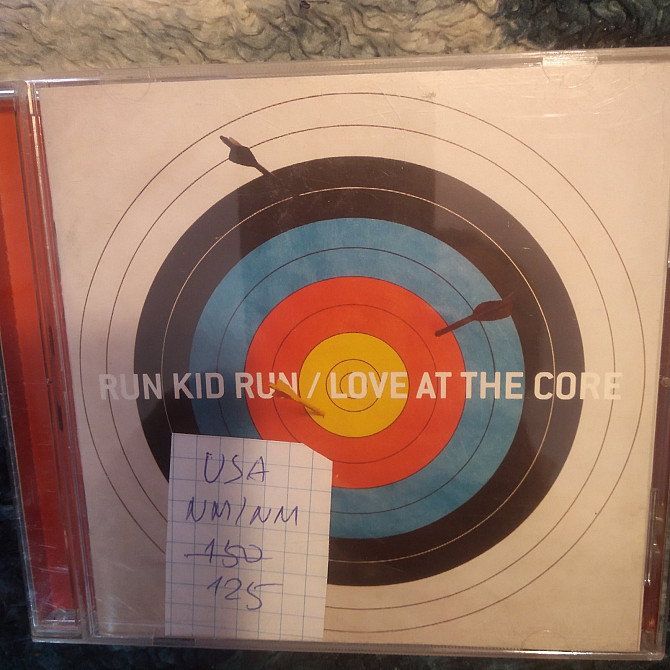 RUN KID RUN / LOVE AT THE CORE
USA
NM/NM
150
125